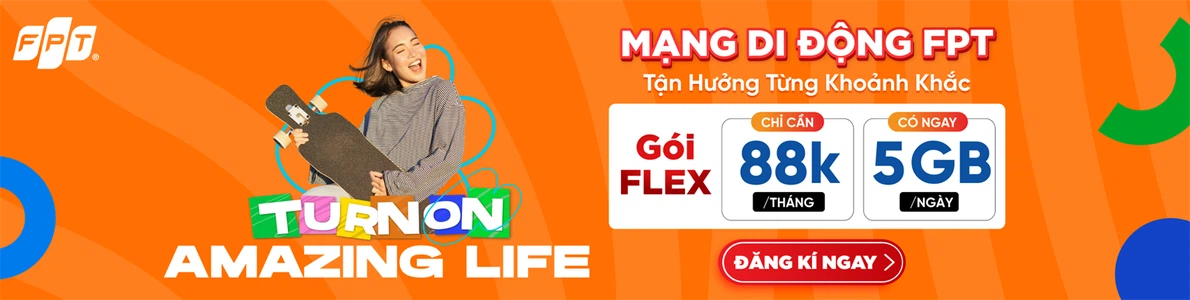 FPT®
TURN ON
AMAZING LIFE
MẠNG DI ĐỘNG FPT
Tận Hưởng Từng Khoảnh Khắc
Gói
FLEX
CHỈ CẦN
88k
/THÁNG
CÓ NGAY
5GB
/NGÀY
ĐĂNG KÍ NGAY